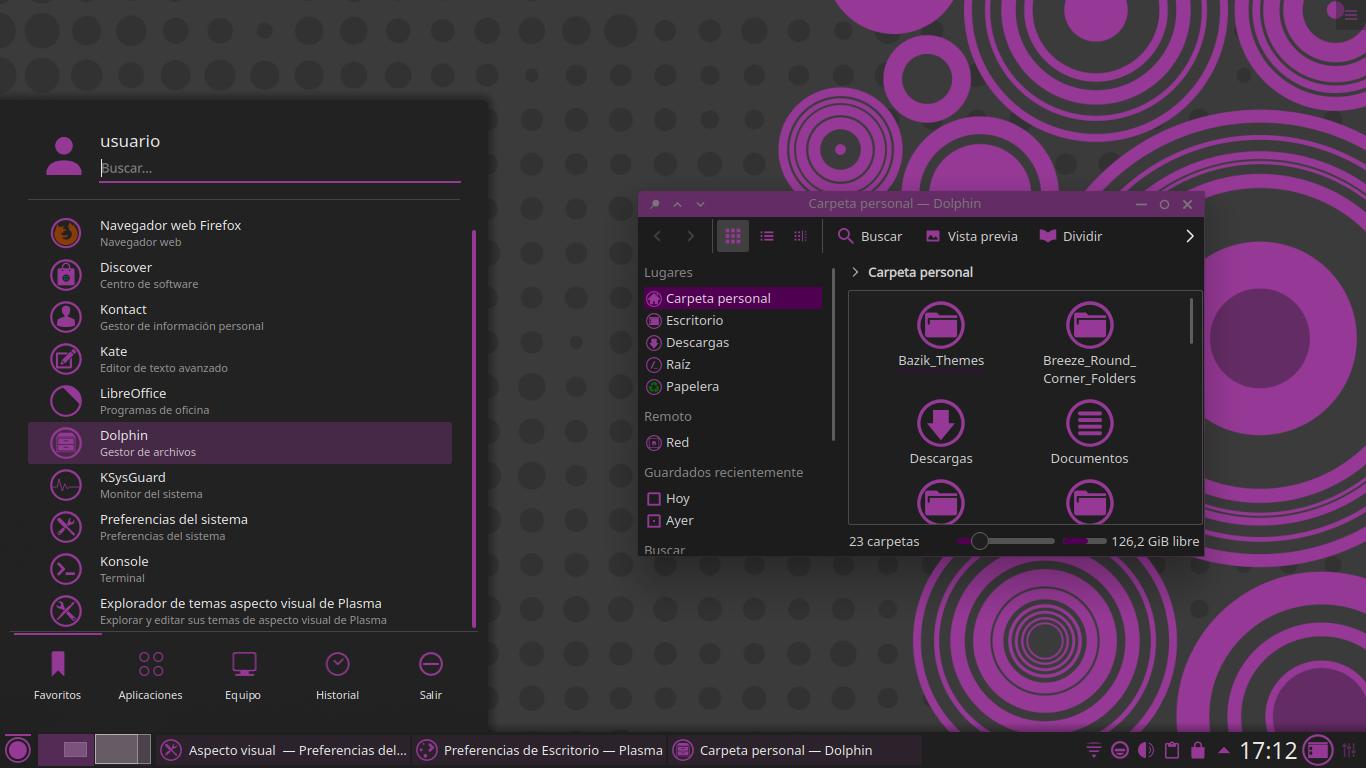 usuario
Buscar...
Navegador web Firefox
Navegador web
Discover
Centro de software
Kontact
Gestor de información personal
Kate
Editor de texto avanzado
LibreOffice
Programas de oficina
Dolphin
Gestor de archivos
KSysGuard
Monitor del sistema
Preferencias del sistema
Preferencias del sistema
Konsole
Terminal
Explorador de temas aspecto visual de Plasma
Explorar y editar sus temas de aspecto visual de Plasma
Favoritos Aplicaciones Equipo Historial Salir
Carpeta personal — Dolphin
Buscar Vista previa Dividir
Lugares
Carpeta personal
Escritorio
Descargas
Raíz
Papelera
Remoto
Red
Guardados recientemente
Hoy
Ayer
Buscar
Carpeta personal
Bazik_Themes
Breeze_Round_
Corner_Folders
Descargas
Documentos
23 carpetas
126,2 GiB libre
Aspecto visual — Preferencias del...
Preferencias de Escritorio — Plasma
Carpeta personal — Dolphin
17:12